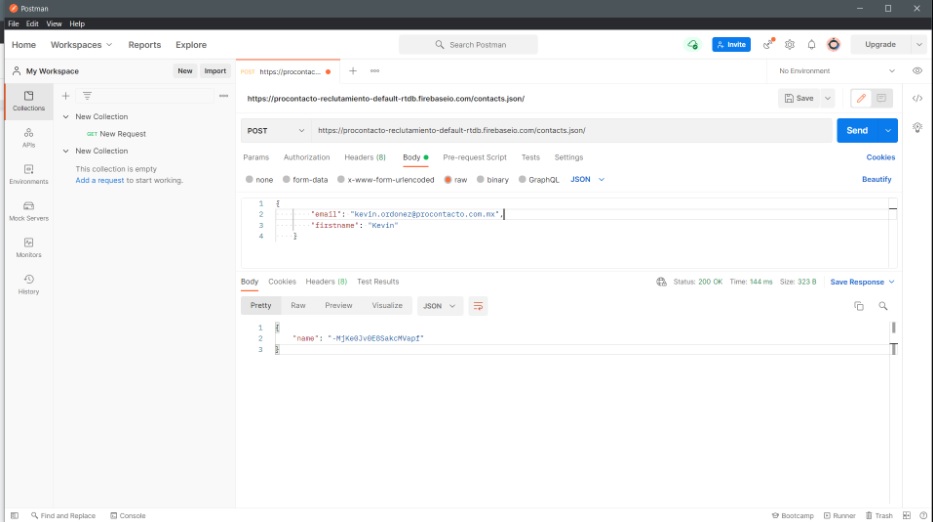 Postman
File Edit View Help
Home Workspaces Reports Explore Search Postman Invite Upgrade
My Workspace New Import POST https://procontac... No Environment
Collections
APIs
Environments
Mock Servers
Monitors
History
New Collection
GET New Request
New Collection
This collection is empty
Add a request to start working.
https://procontacto-reclutamiento-default-rtdb.firebaseio.com/contacts.json/ Save
POST https://procontacto-reclutamiento-default-rtdb.firebaseio.com/contacts.json/ Send
Params Authorization Headers (8) Body Pre-request Script Tests Settings Cookies
none form-data x-www-form-urlencoded raw binary GraphQL JSON Beautify
1 {
2 "email": "kevin.ordonez@procontacto.com.mx",
3 "firstname": "Kevin"
4 }
Body Cookies Headers (8) Test Results Status: 200 OK Time: 144 ms Size: 323 B Save Response
Pretty Raw Preview Visualize JSON
1 {
2 "name": "-MjKe0Jv0E8SakcMVapf"
3 }
Find and Replace Console Bootcamp Runner Trash